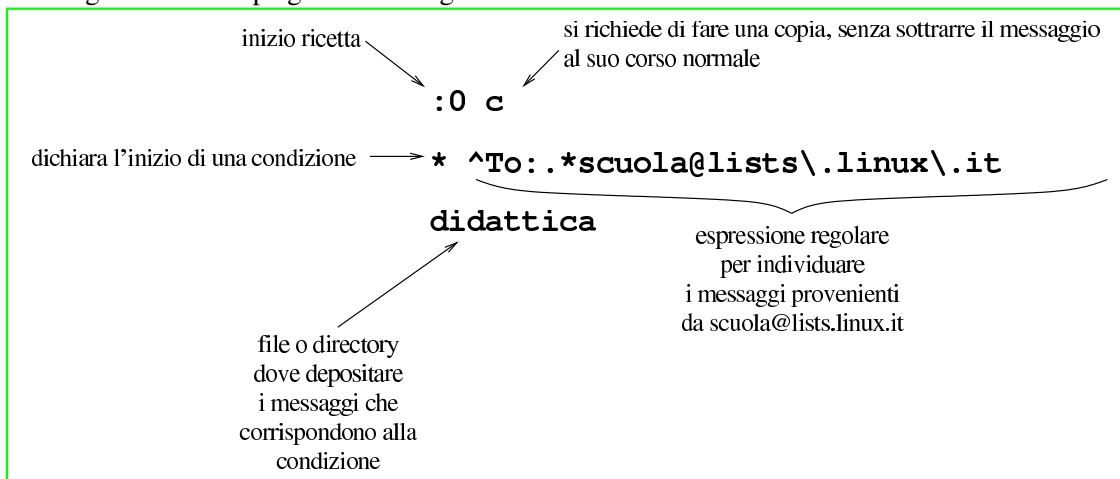 inizio ricetta
si richiede di fare una copia, senza sottrarre il messaggio
al suo corso normale
:0 c
dichiara l'inizio di una condizione
* ^To:.*scuola@lists\.linux\.it
didattica
espressione regolare
per individuare
i messaggi provenienti
da scuola@lists.linux.it
file o directory
dove depositare
i messaggi che
corrispondono alla
condizione